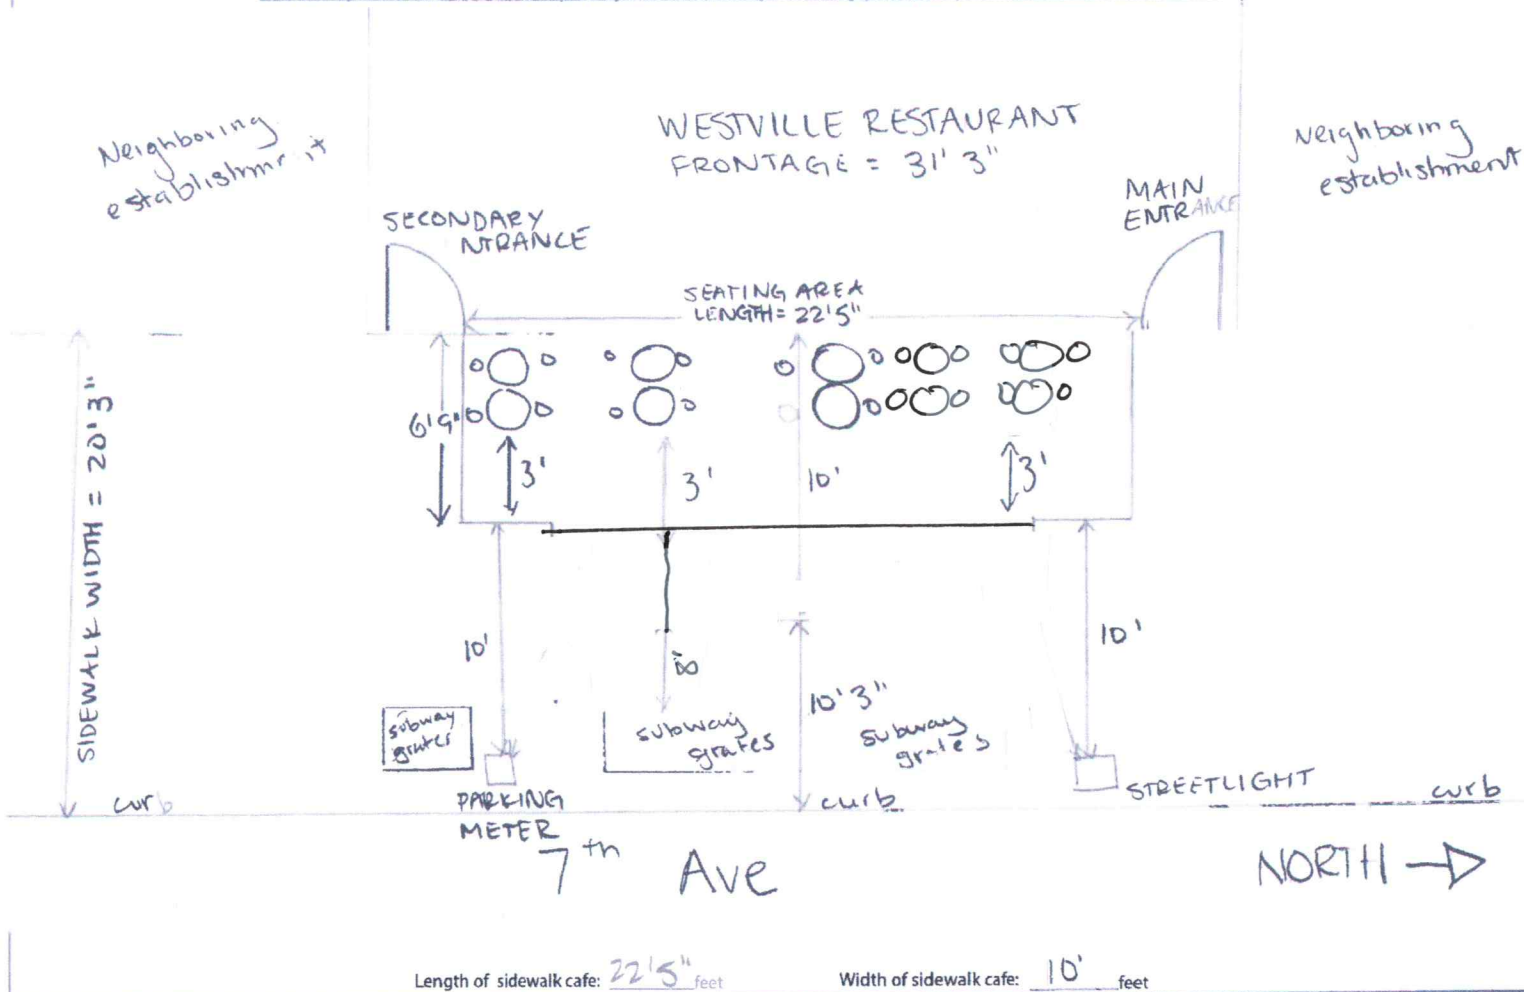 WESTVILLE RESTAURANT
FRONTAGE = 31' 3"
Neighboring
establishm
Neighboring
establishment
SECONDARY
NTRANCE
MAIN
ENTRANCE
SEATING AREA
LENGTH = 22'5"
SIDEWALK WIDTH = 20'3"
3'
3'
10'
3'
10'
10'
10'3"
subway
grates
subway
grates
subway
grates
PARKING
METER
STREETLIGHT
curb
curb
curb
7th Ave
NORTH
Length of sidewalk cafe: 22'5" feet
Width of sidewalk cafe: 10' feet